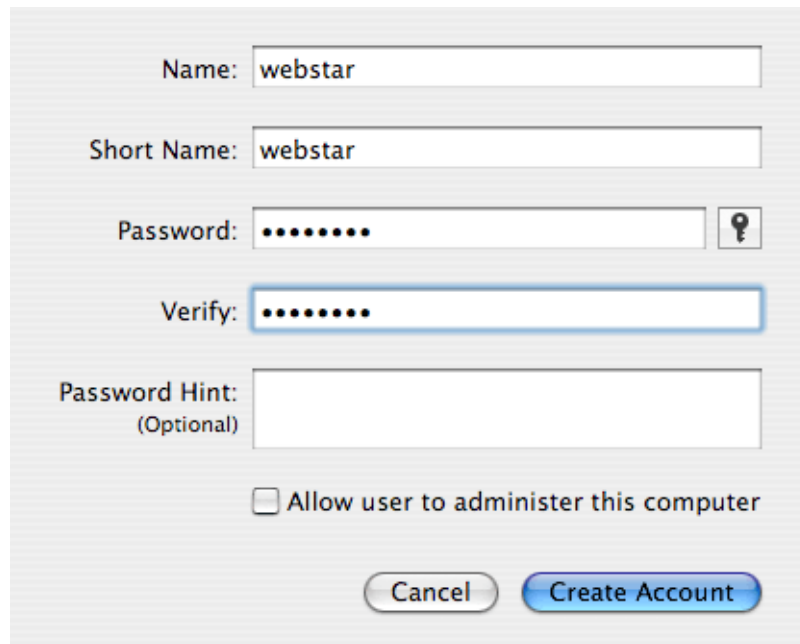 Name: webstar
Short Name: webstar
Password: ••••••••
Verify: ••••••••
Password Hint:
(Optional)
Allow user to administer this computer
Cancel Create Account